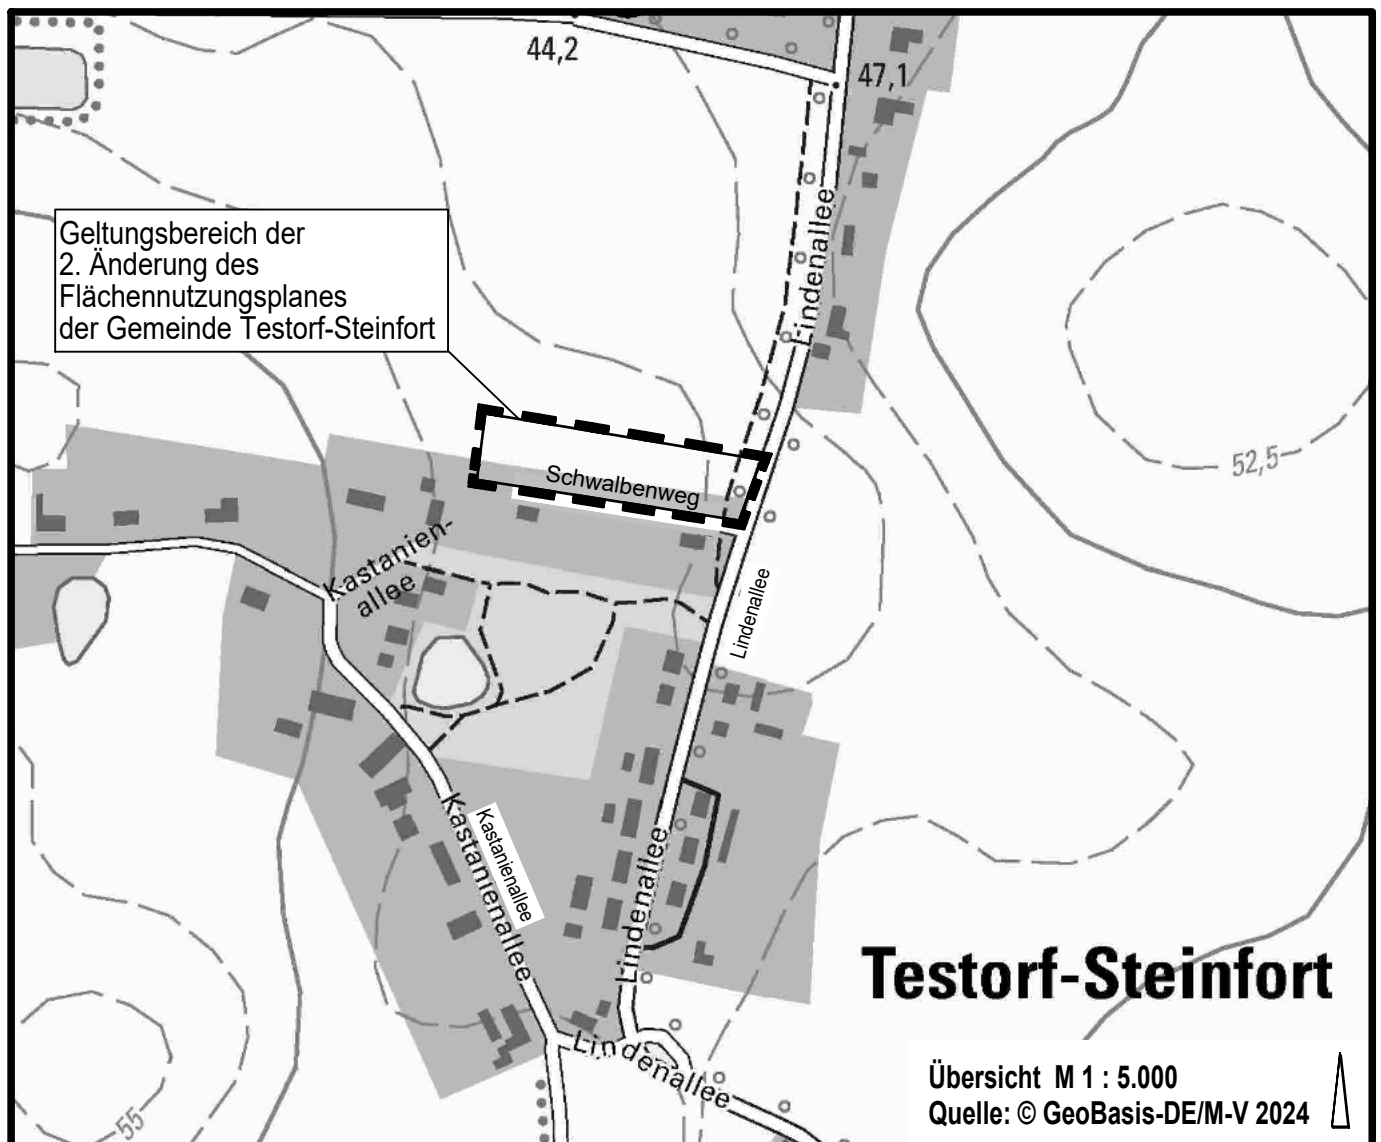 44,2
47,1
Lindenallee
Geltungsbereich der
2. Änderung des
Flächennutzungsplanes
der Gemeinde Testorf-Steinfort
52,5
Schwalbenweg
Kastanien-
allee
Lindenallee
Kastanienallee
Kastanienallee
Lindenallee
Testorf-Steinfort
Lindenallee
55
Übersicht M 1 : 5.000
Quelle: © GeoBasis-DE/M-V 2024